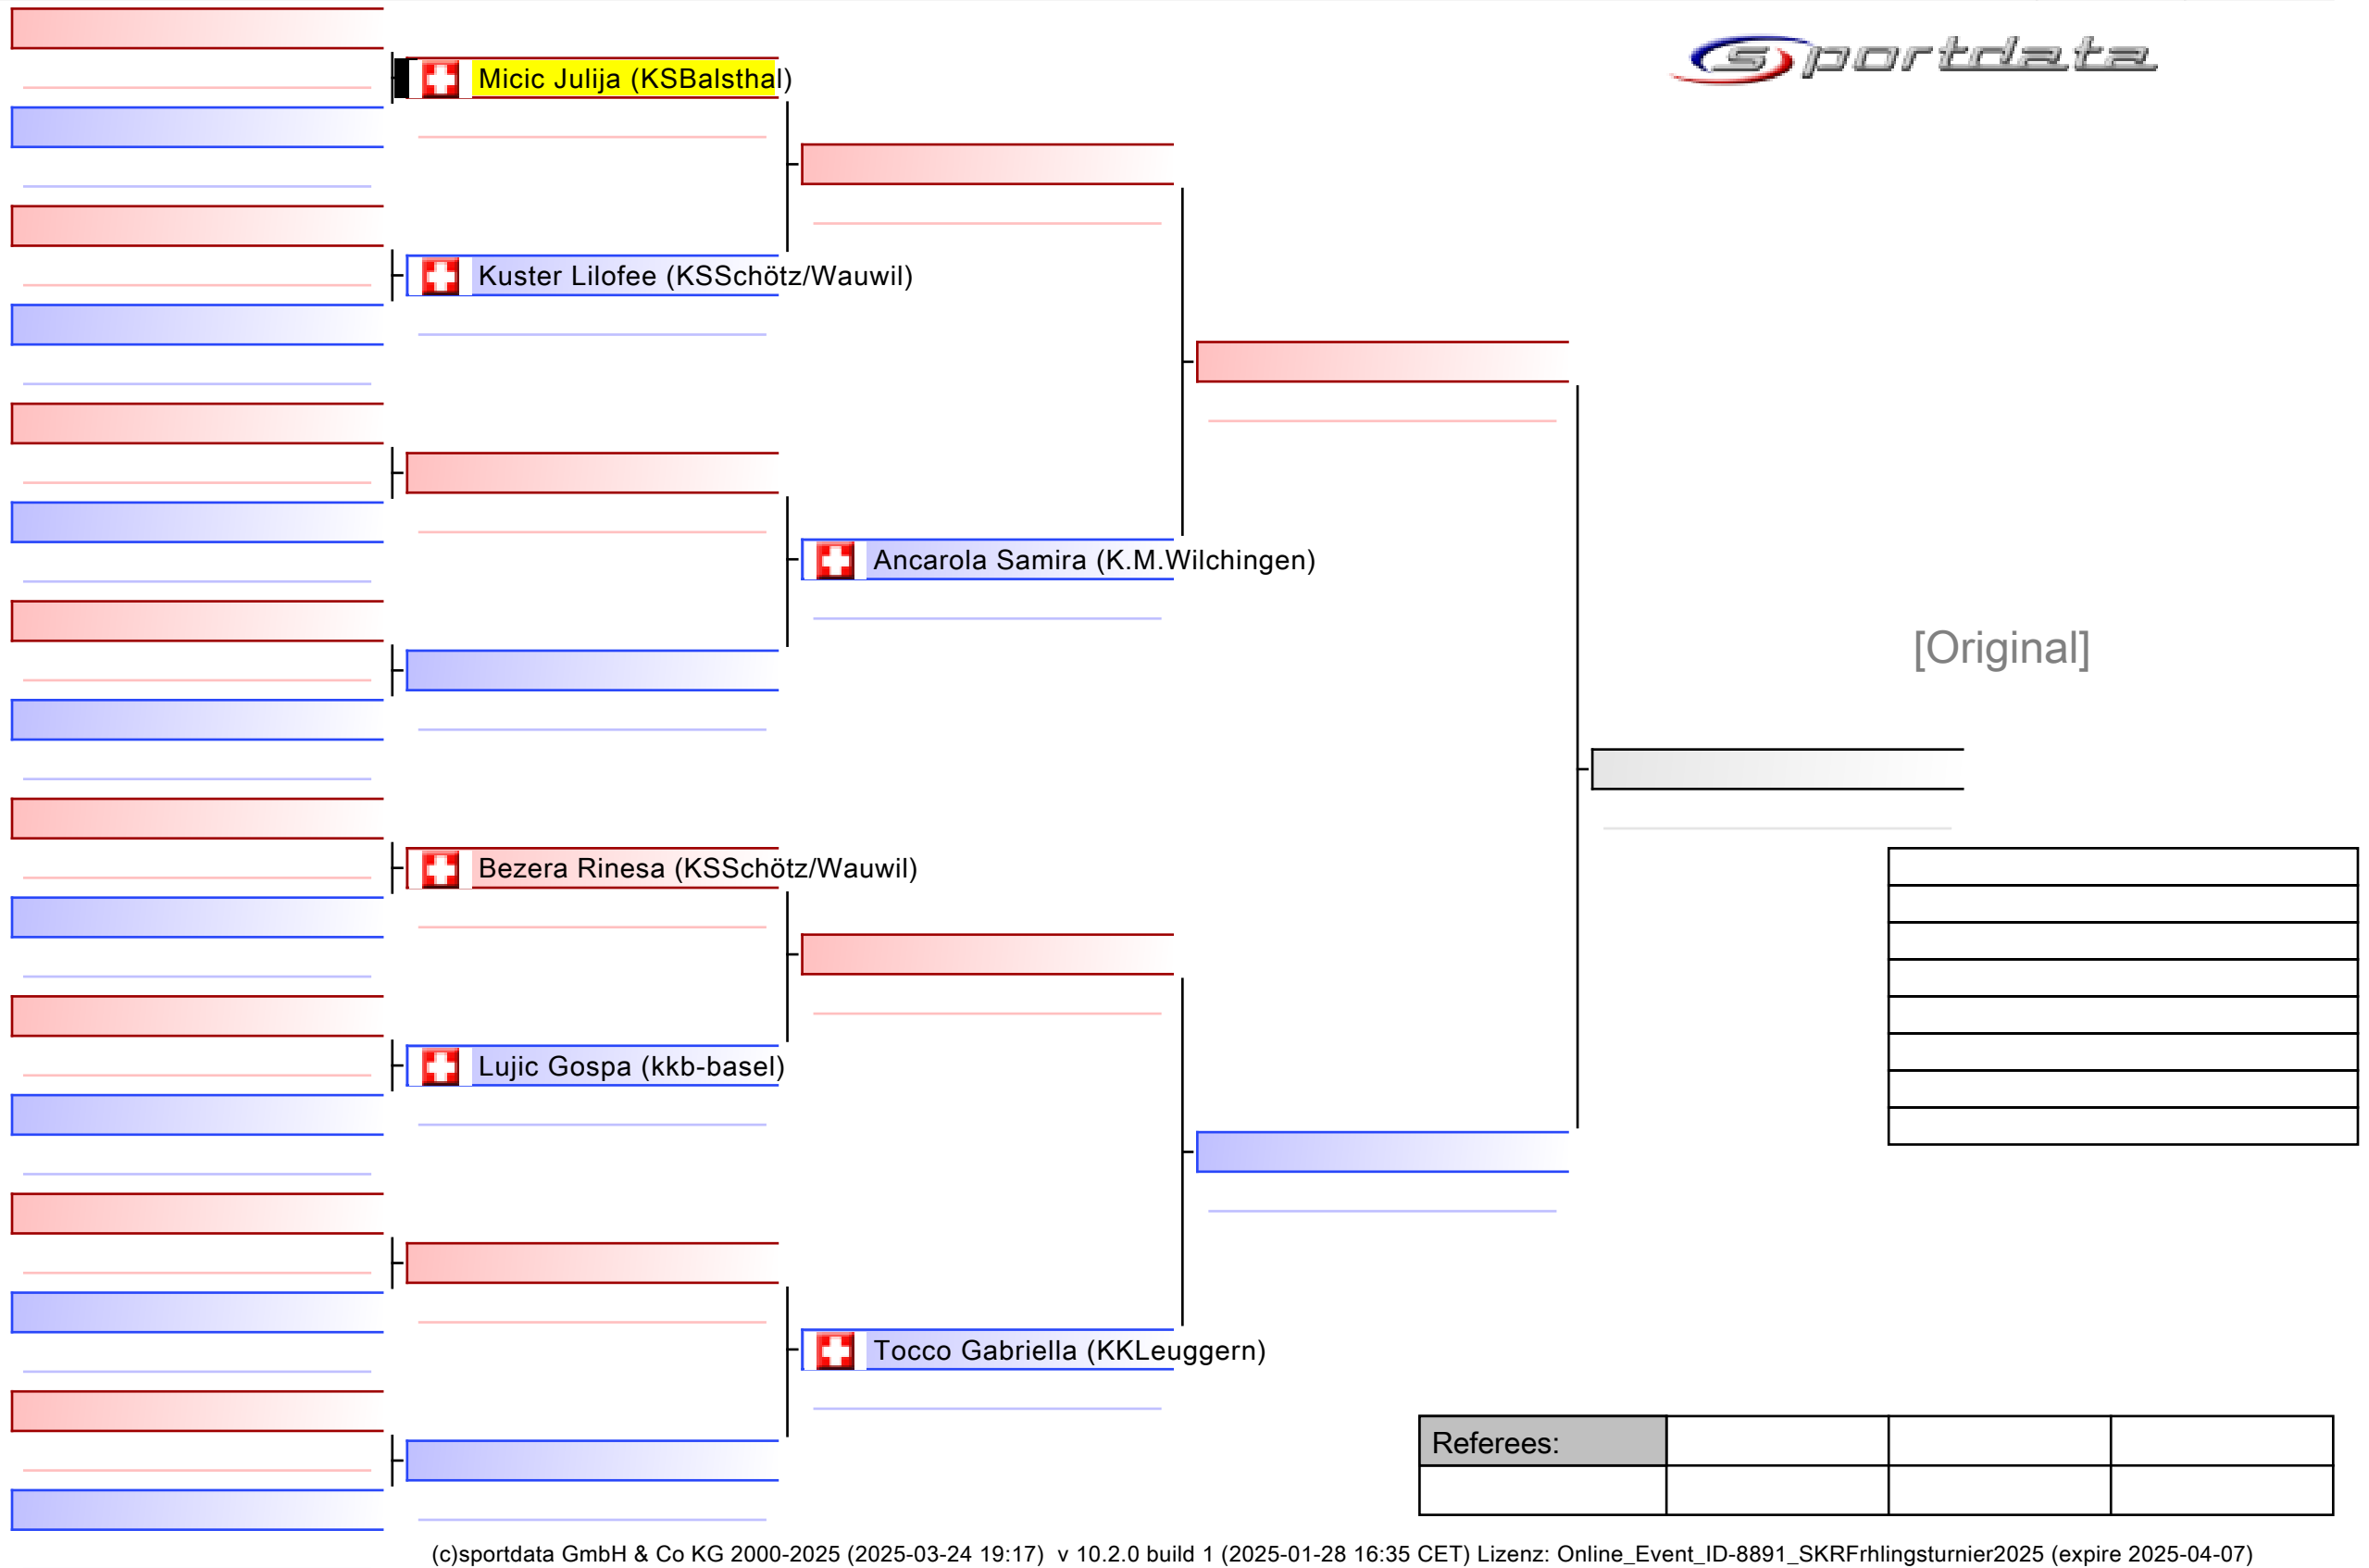 sportdata
Micic Julija (KSBalsthal)
Kuster Lilofee (KSSchötz/Wauwil)
Ancarola Samira (K.M.Wilchingen)
[Original]
Bezera Rinesa (KSSchötz/Wauwil)
Lujic Gospa (kkb-basel)
Tocco Gabriella (KKLeuggern)
Referees:
(c)sportdata GmbH & Co KG 2000-2025 (2025-03-24 19:17)  v 10.2.0 build 1 (2025-01-28 16:35 CET) Lizenz: Online_Event_ID-8891_SKRFrhlingsturnier2025 (expire 2025-04-07)